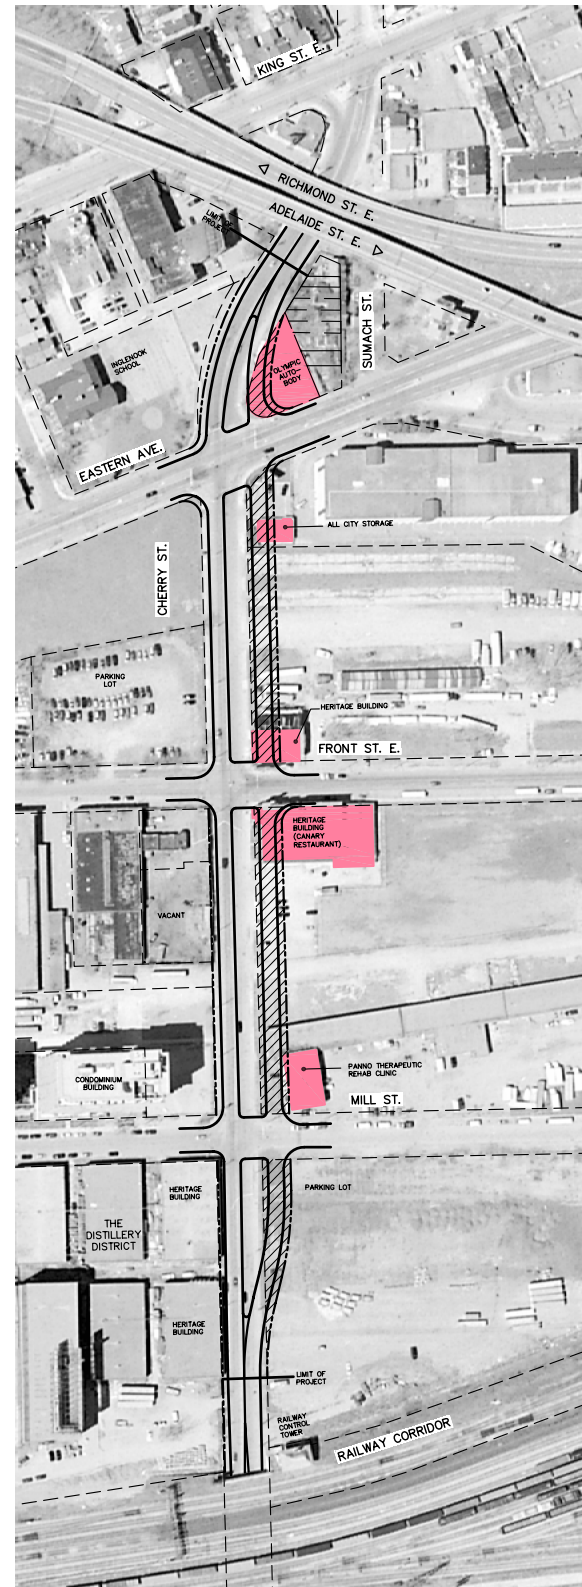 KING ST. E.
RICHMOND ST. E.
ADELAIDE ST. E.
LIMIT OF
PROJECT
SUMACH ST.
OLYMPIC
AUTO-
BODY
INGLENOOK
SCHOOL
EASTERN AVE.
ALL CITY STORAGE
CHERRY ST.
PARKING
LOT
HERITAGE BUILDING
FRONT ST. E.
HERITAGE
BUILDING
(CANARY
RESTAURANT)
VACANT
PANNO THERAPEUTIC
REHAB CLINIC
CONDOMINIUM
BUILDING
MILL ST.
HERITAGE
BUILDING
PARKING LOT
THE
DISTILLERY
DISTRICT
HERITAGE
BUILDING
LIMIT OF
PROJECT
RAILWAY
CONTROL
TOWER
RAILWAY CORRIDOR